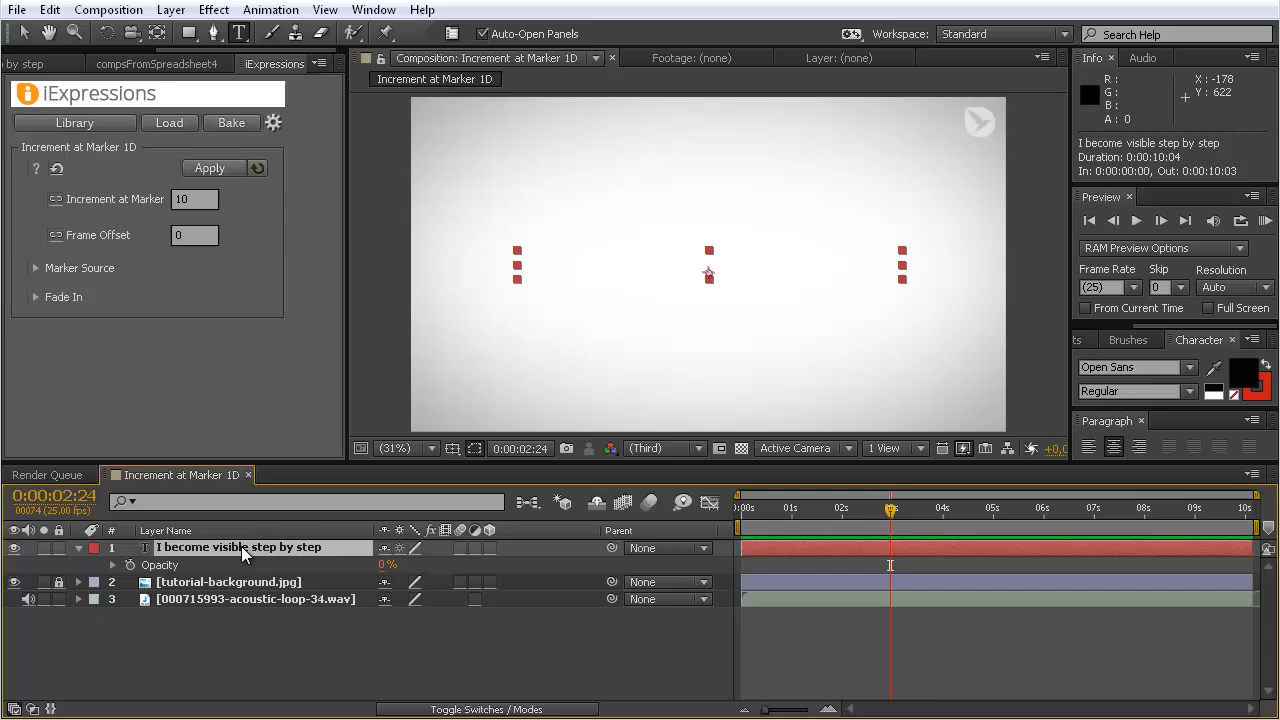 File Edit Composition Layer Effect Animation View Window Help
T Auto-Open Panels Workspace: Standard Search Help
by step compsFromSpreadsheet4 iExpressions Composition: Increment at Marker 1D Footage: (none) Layer: (none) Info Audio
Increment at Marker 1D
iExpressions
Library Load Bake
Increment at Marker 1D
? Apply
Increment at Marker 10
Frame Offset 0
Marker Source
Fade In
R : X : -178
G : Y : 622
B :
A : 0
I become visible step by step
Duration: 0:00:10:04
In: 0:00:00:00, Out: 0:00:10:03
Preview
RAM Preview Options
Frame Rate Skip Resolution
(25) 0 Auto
From Current Time Full Screen
ts Brushes Character
Open Sans
Regular
Paragraph
(31%) 0:00:02:24 (Third) Active Camera 1 View +0,0
Render Queue Increment at Marker 1D
0:00:02:24
00074 (25.00 fps)
0:00s 01s 02s 03s 04s 05s 06s 07s 08s 09s 10s
# Layer Name fx Parent
1 T I become visible step by step None
Opacity 0 %
2 [tutorial-background.jpg] None
3 [000715993-acoustic-loop-34.wav] None
Toggle Switches / Modes